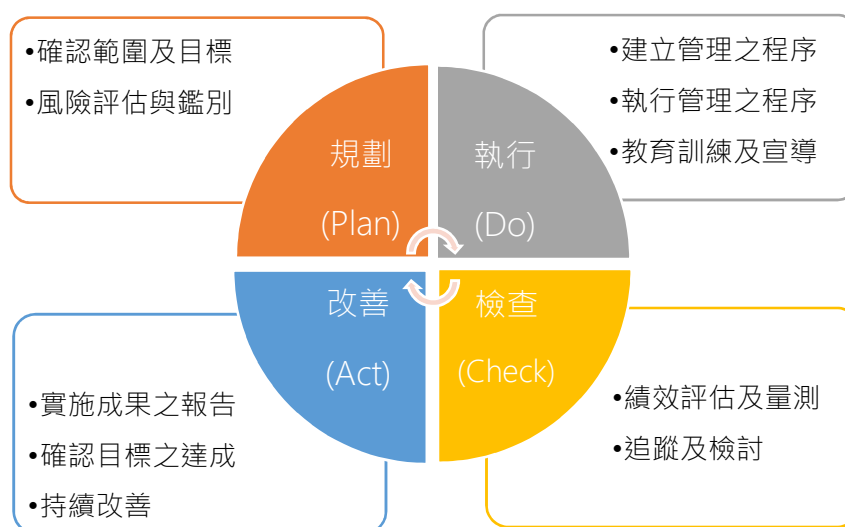 •確認範圍及目標
•風險評估與鑑別
•建立管理之程序
•執行管理之程序
•教育訓練及宣導
規劃
(Plan)
執行
(Do)
改善
(Act)
檢查
(Check)
•實施成果之報告
•確認目標之達成
•持續改善
•績效評估及量測
•追蹤及檢討